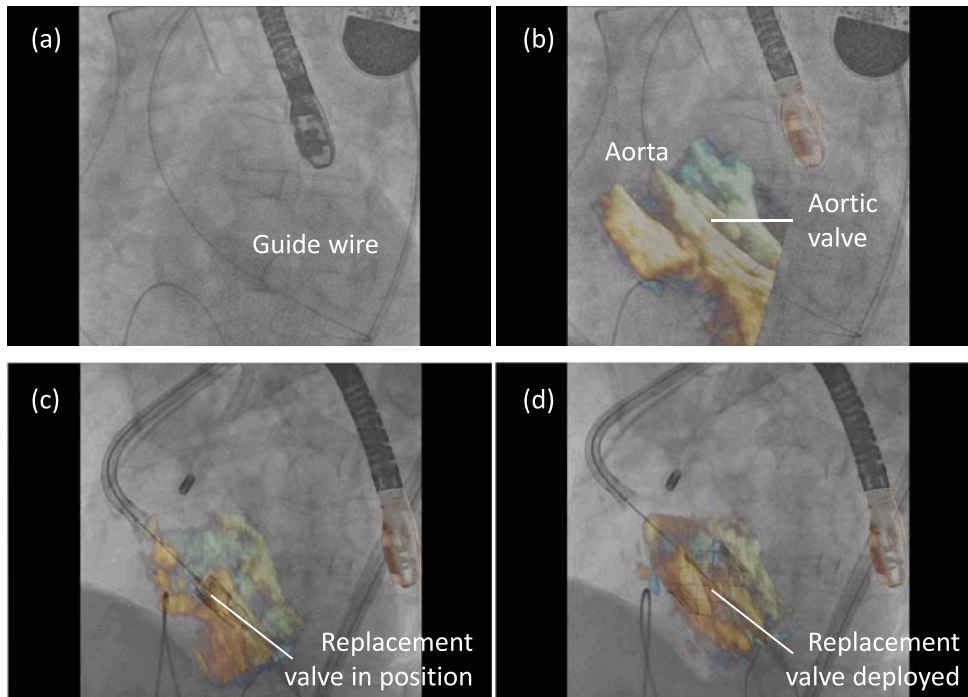 (a)
Guide wire
(b)
Aorta
Aortic
valve
(c)
Replacement
valve in position
(d)
Replacement
valve deployed